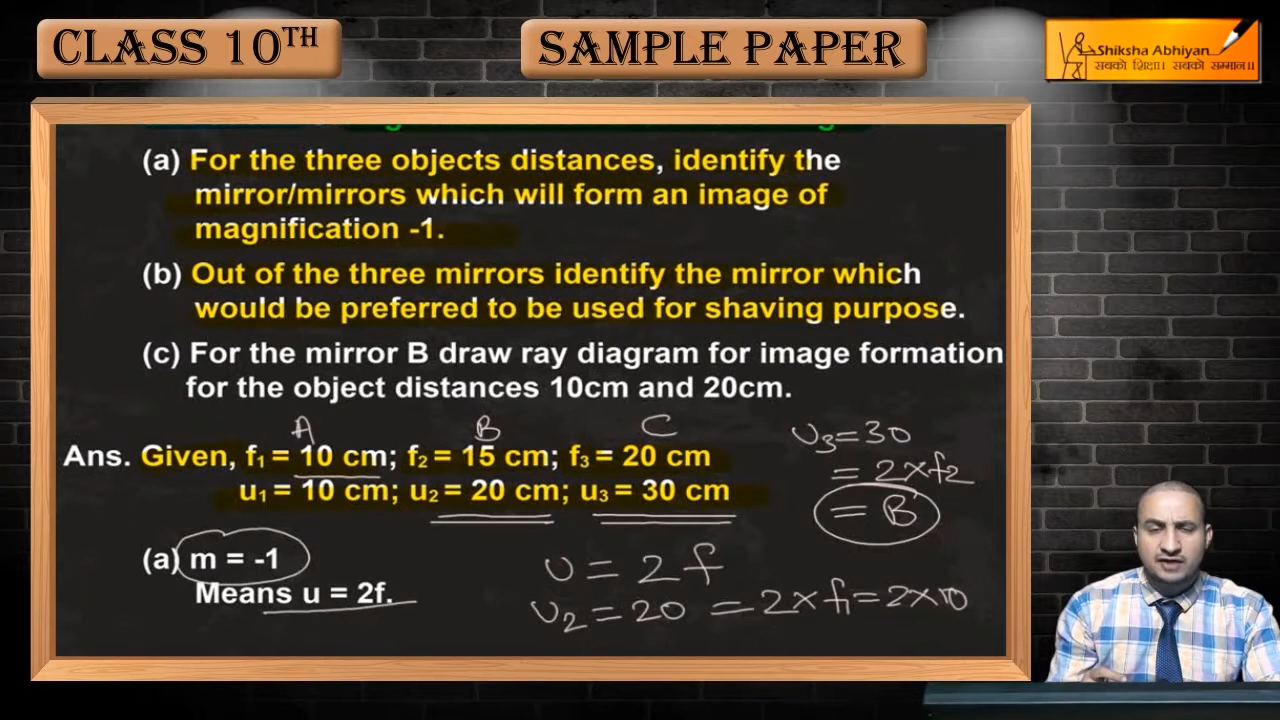 CLASS 10TH
SAMPLE PAPER
Shiksha Abhiyan
सबको शिक्षा। सबको सम्मान॥
(a) For the three objects distances, identify the
mirror/mirrors which will form an image of
magnification -1.
(b) Out of the three mirrors identify the mirror which
would be preferred to be used for shaving purpose.
(c) For the mirror B draw ray diagram for image formation
for the object distances 10cm and 20cm.
A B C
Ans. Given, f₁ = 10 cm; f₂ = 15 cm; f₃ = 20 cm
u₁ = 10 cm; u₂ = 20 cm; u₃ = 30 cm
U₃ = 30
= 2 × f₂
= B
(a) m = -1
Means u = 2f.
U = 2 f
U₂ = 20 = 2 × f₁ = 2 × 10